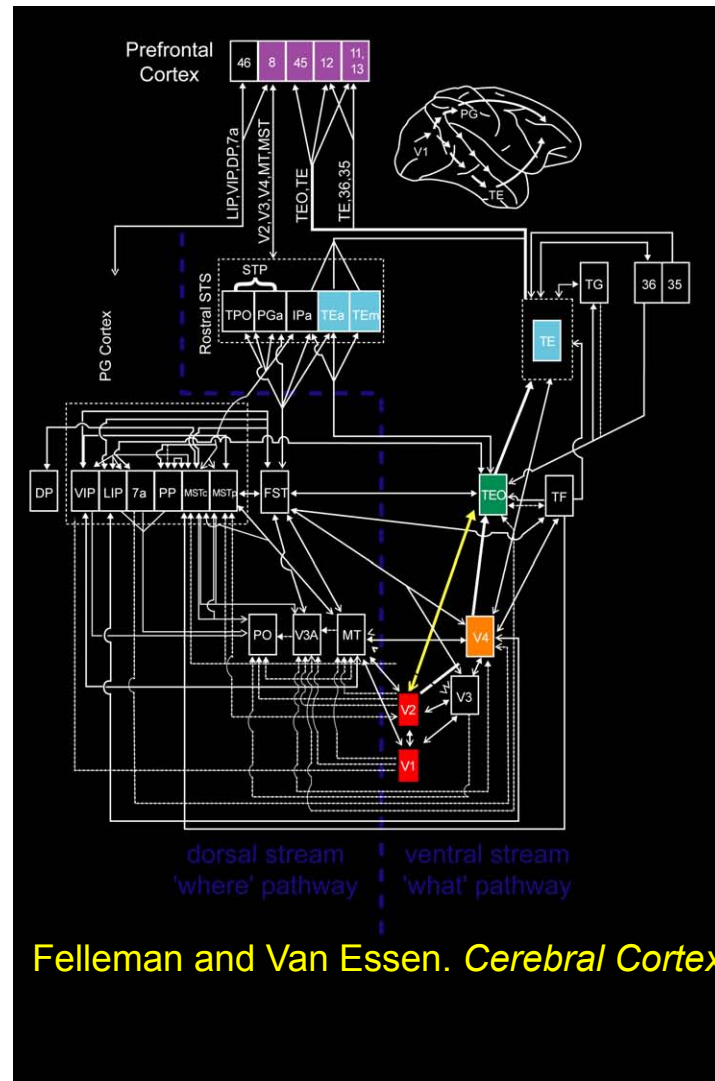 Prefrontal
Cortex
46 8 45 12 11,
13
PG
V1
TE
LIP,VIP,DP,7a
V2,V3,V4,MT,MST
TEO,TE
TE,36,35
Rostral STS
STP
TPO PGa IPa TEa TEm
TG
36 35
TE
PG Cortex
DP
VIP LIP 7a PP MSTc MSTp
FST
TEO
TF
PO V3A MT
V4
V3
V2
V1
dorsal stream
'where' pathway
ventral stream
'what' pathway
Felleman and Van Essen. Cerebral Cortex